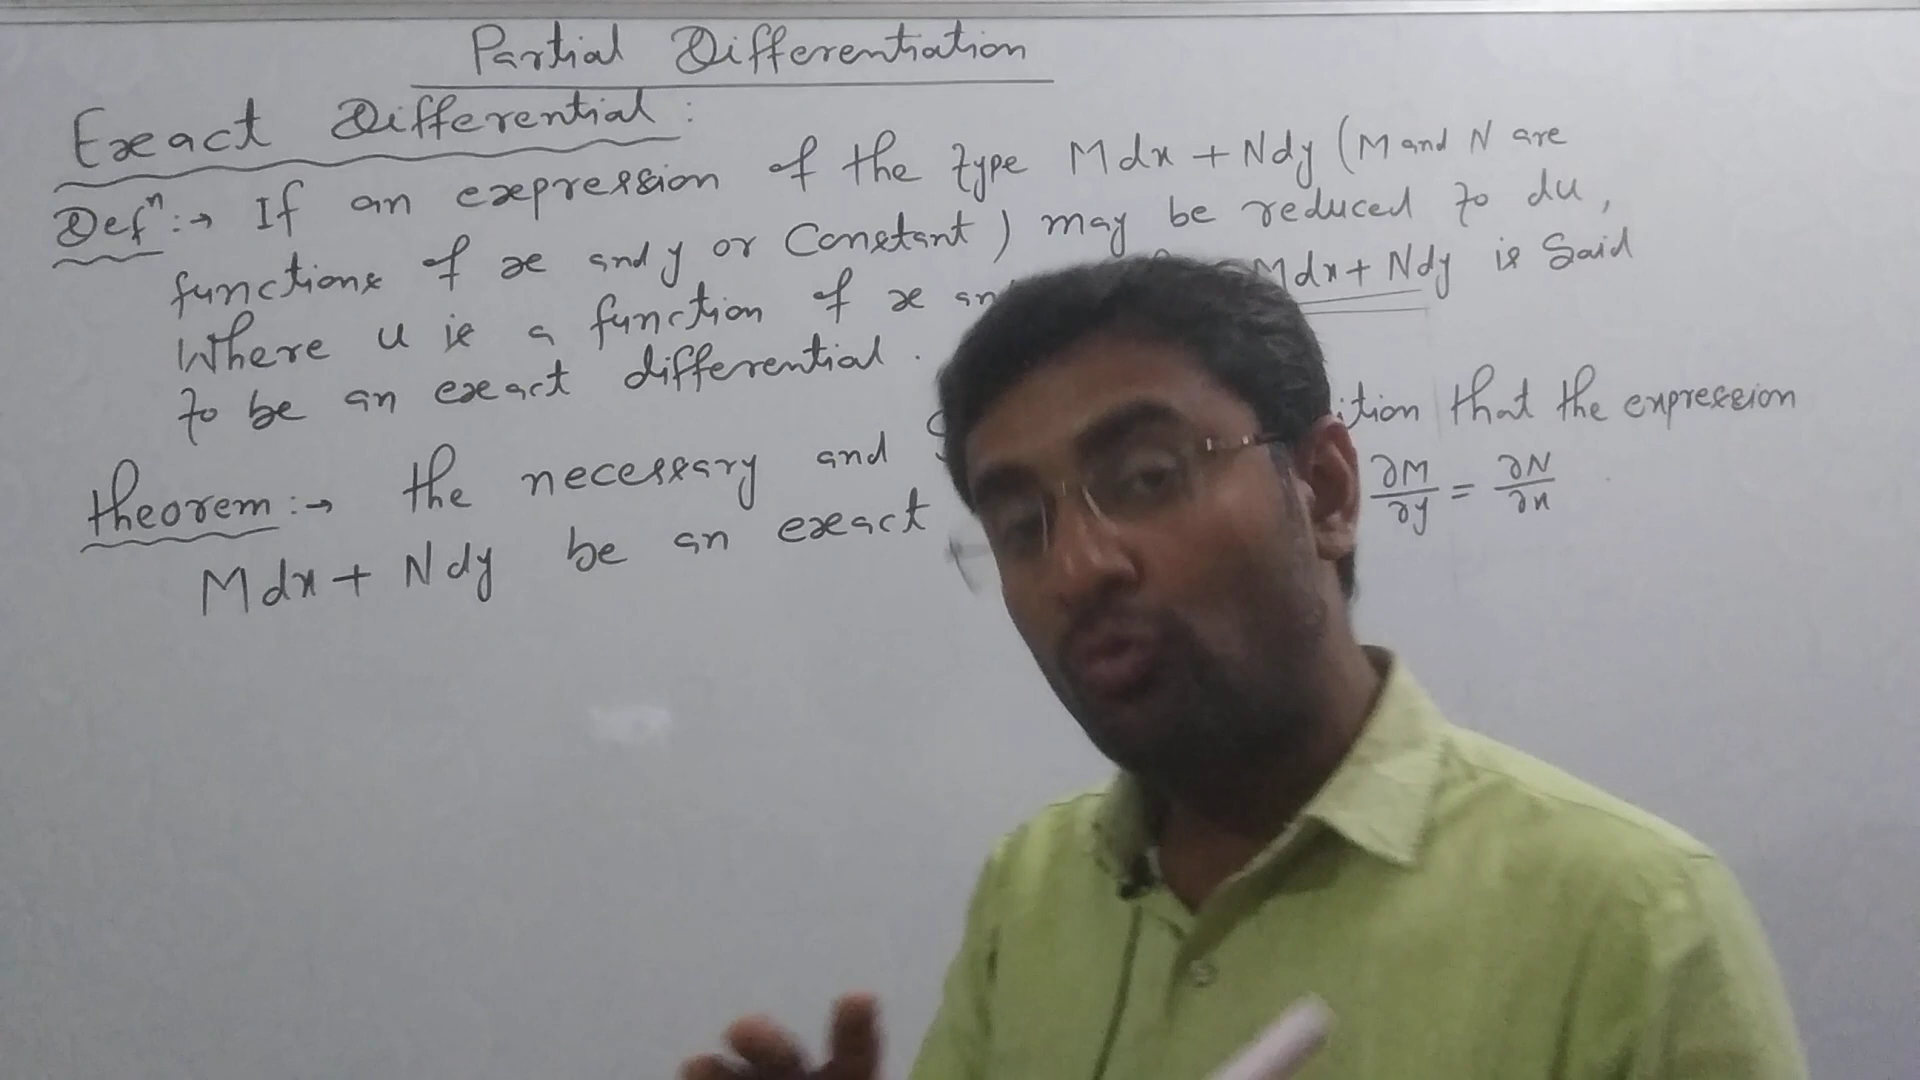 Partial Differentiation
Exact Differential :
Defⁿ :→ If an expression of the type Mdx + Ndy (M and N are
functions of x and y or Constant) may be reduced to du,
Where u is a function of x Mdx + Ndy is Said
to be an exact differential .
theorem :→ the necessary and that the expression
Mdx + Ndy be an exact ∂M/∂y = ∂N/∂x